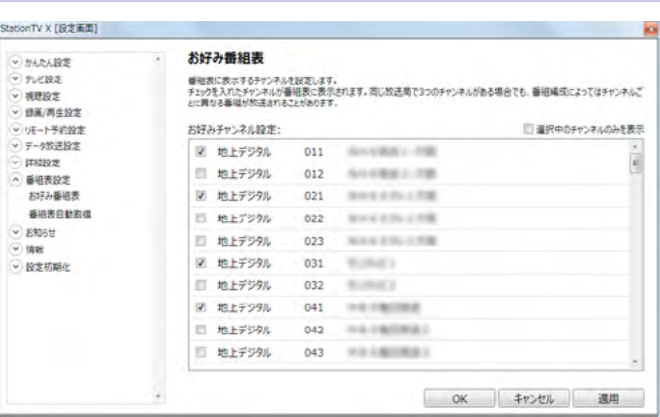 StationTV X [設定画面]
かんたん設定
テレビ設定
視聴設定
録画/再生設定
リモート予約設定
データ放送設定
詳細設定
番組表設定
お好み番組表
番組表自動取得
お知らせ
情報
設定初期化
お好み番組表
番組表に表示するチャンネルを設定します。
チェックを入れたチャンネルが番組表に表示されます。同じ放送局で3つのチャンネルがある場合でも、番組編成によってはチャンネルご
とに異なる番組が放送されることがあります。
お好みチャンネル設定:
選択中のチャンネルのみを表示
地上デジタル 011
地上デジタル 012
地上デジタル 021
地上デジタル 022
地上デジタル 023
地上デジタル 031
地上デジタル 032
地上デジタル 041
地上デジタル 042
地上デジタル 043
OK キャンセル 適用